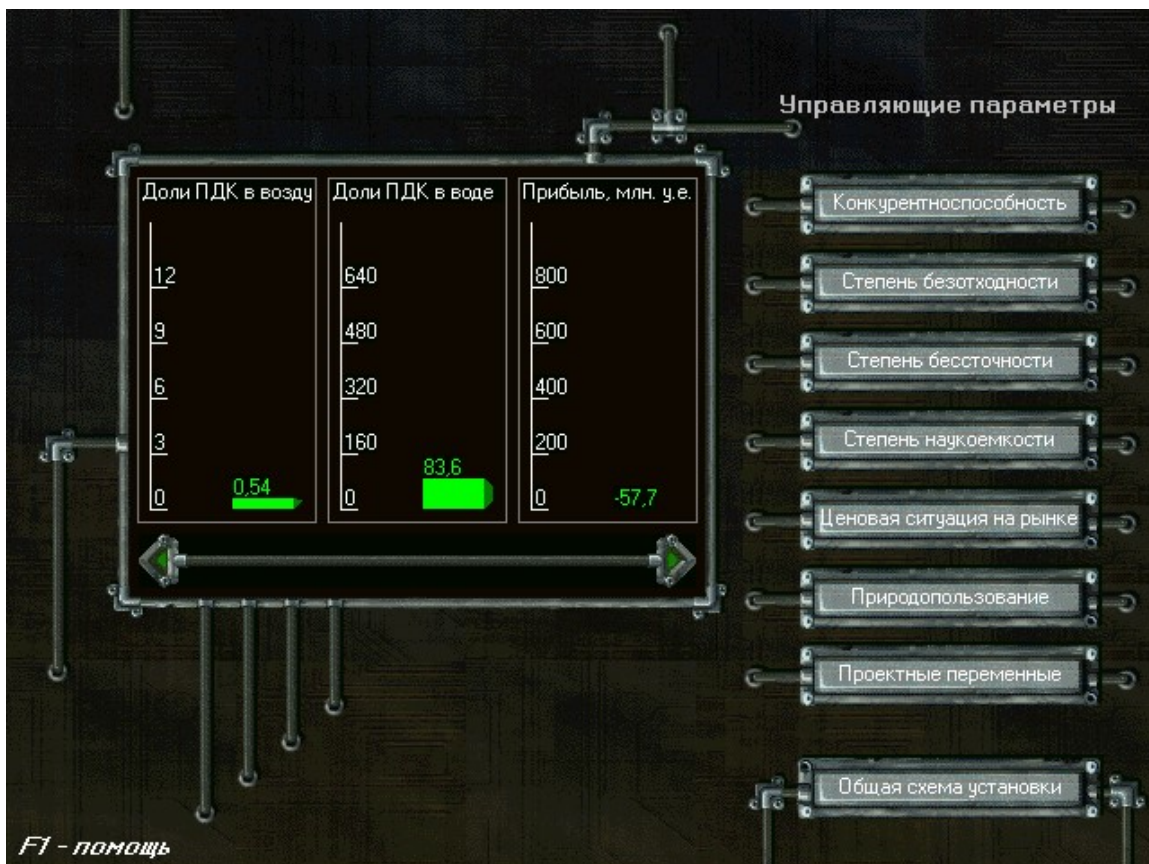 Управляющие параметры
Доли ПДК в возду
12
9
6
3
0
0,54
Доли ПДК в воде
640
480
320
160
0
83,6
Прибыль, млн. у.е.
800
600
400
200
0
-57,7
Конкурентноспособность
Степень безотходности
Степень бессточности
Степень наукоемкости
Ценовая ситуация на рынке
Природопользование
Проектные переменные
Общая схема установки
F1 - помощь